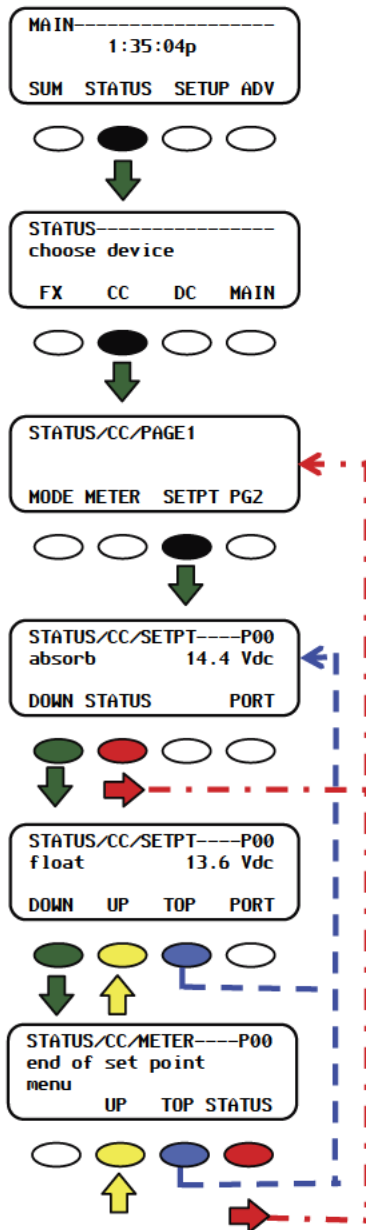 MAIN--------------------
1:35:04p
SUM STATUS SETUP ADV
STATUS------------------
choose device
FX CC DC MAIN
STATUS/CC/PAGE1
MODE METER SETPT PG2
STATUS/CC/SETPT----P00
absorb 14.4 Vdc
DOWN STATUS PORT
STATUS/CC/SETPT----P00
float 13.6 Vdc
DOWN UP TOP PORT
STATUS/CC/METER----P00
end of set point
menu
UP TOP STATUS